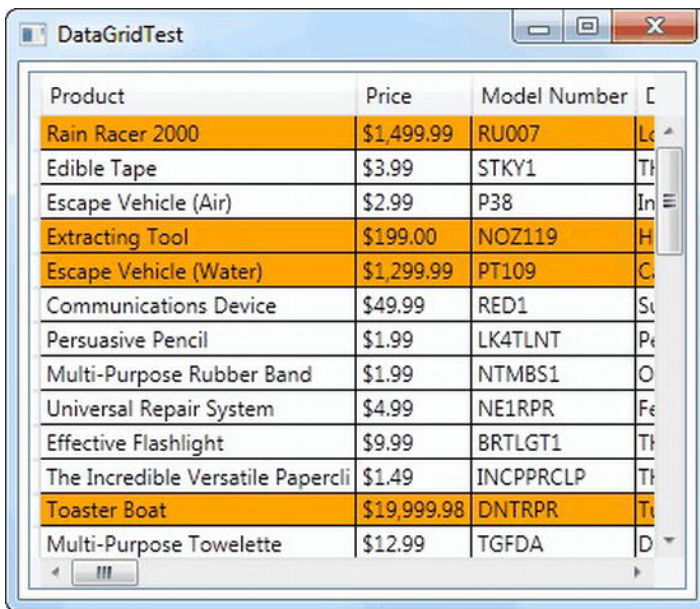 DataGridTest
Product Price Model Number
Rain Racer 2000 $1,499.99 RU007
Edible Tape $3.99 STKY1
Escape Vehicle (Air) $2.99 P38 In
Extracting Tool $199.00 NOZ119
Escape Vehicle (Water) $1,299.99 PT109
Communications Device $49.99 RED1
Persuasive Pencil $1.99 LK4TLNT
Multi-Purpose Rubber Band $1.99 NTMBS1
Universal Repair System $4.99 NE1RPR
Effective Flashlight $9.99 BRTLGT1
The Incredible Versatile Papercli $1.49 INCPPRCLP
Toaster Boat $19,999.98 DNTRPR
Multi-Purpose Towelette $12.99 TGFDA